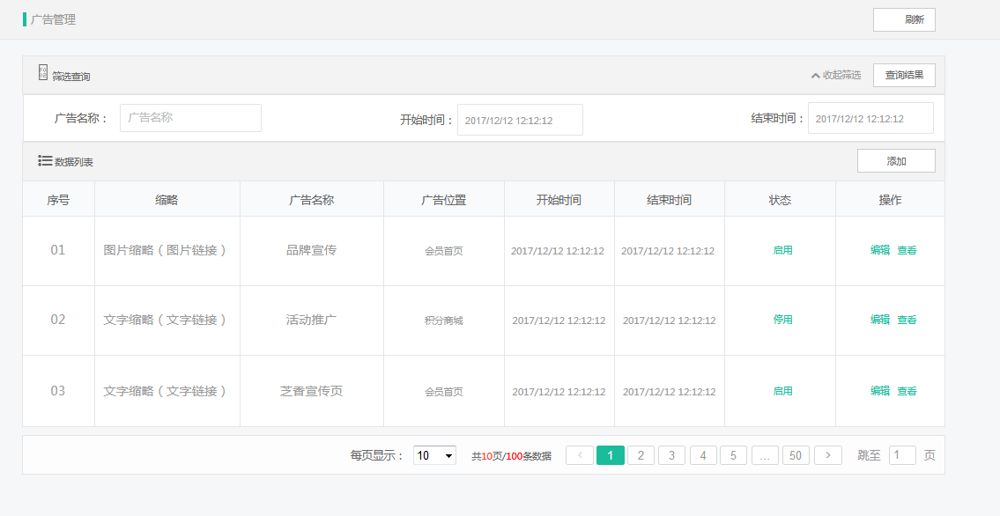 广告管理 刷新
筛选查询 收起筛选 查询结果
广告名称： 广告名称 开始时间： 2017/12/12 12:12:12 结束时间： 2017/12/12 12:12:12
数据列表 添加
序号 缩略 广告名称 广告位置 开始时间 结束时间 状态 操作
01 图片缩略（图片链接） 品牌宣传 会员首页 2017/12/12 12:12:12 2017/12/12 12:12:12 启用 编辑 查看
02 文字缩略（文字链接） 活动推广 积分商城 2017/12/12 12:12:12 2017/12/12 12:12:12 停用 编辑 查看
03 文字缩略（文字链接） 芝香宣传页 会员首页 2017/12/12 12:12:12 2017/12/12 12:12:12 启用 编辑 查看
每页显示： 10 共10页/100条数据 < 1 2 3 4 5 ... 50 > 跳至 1 页